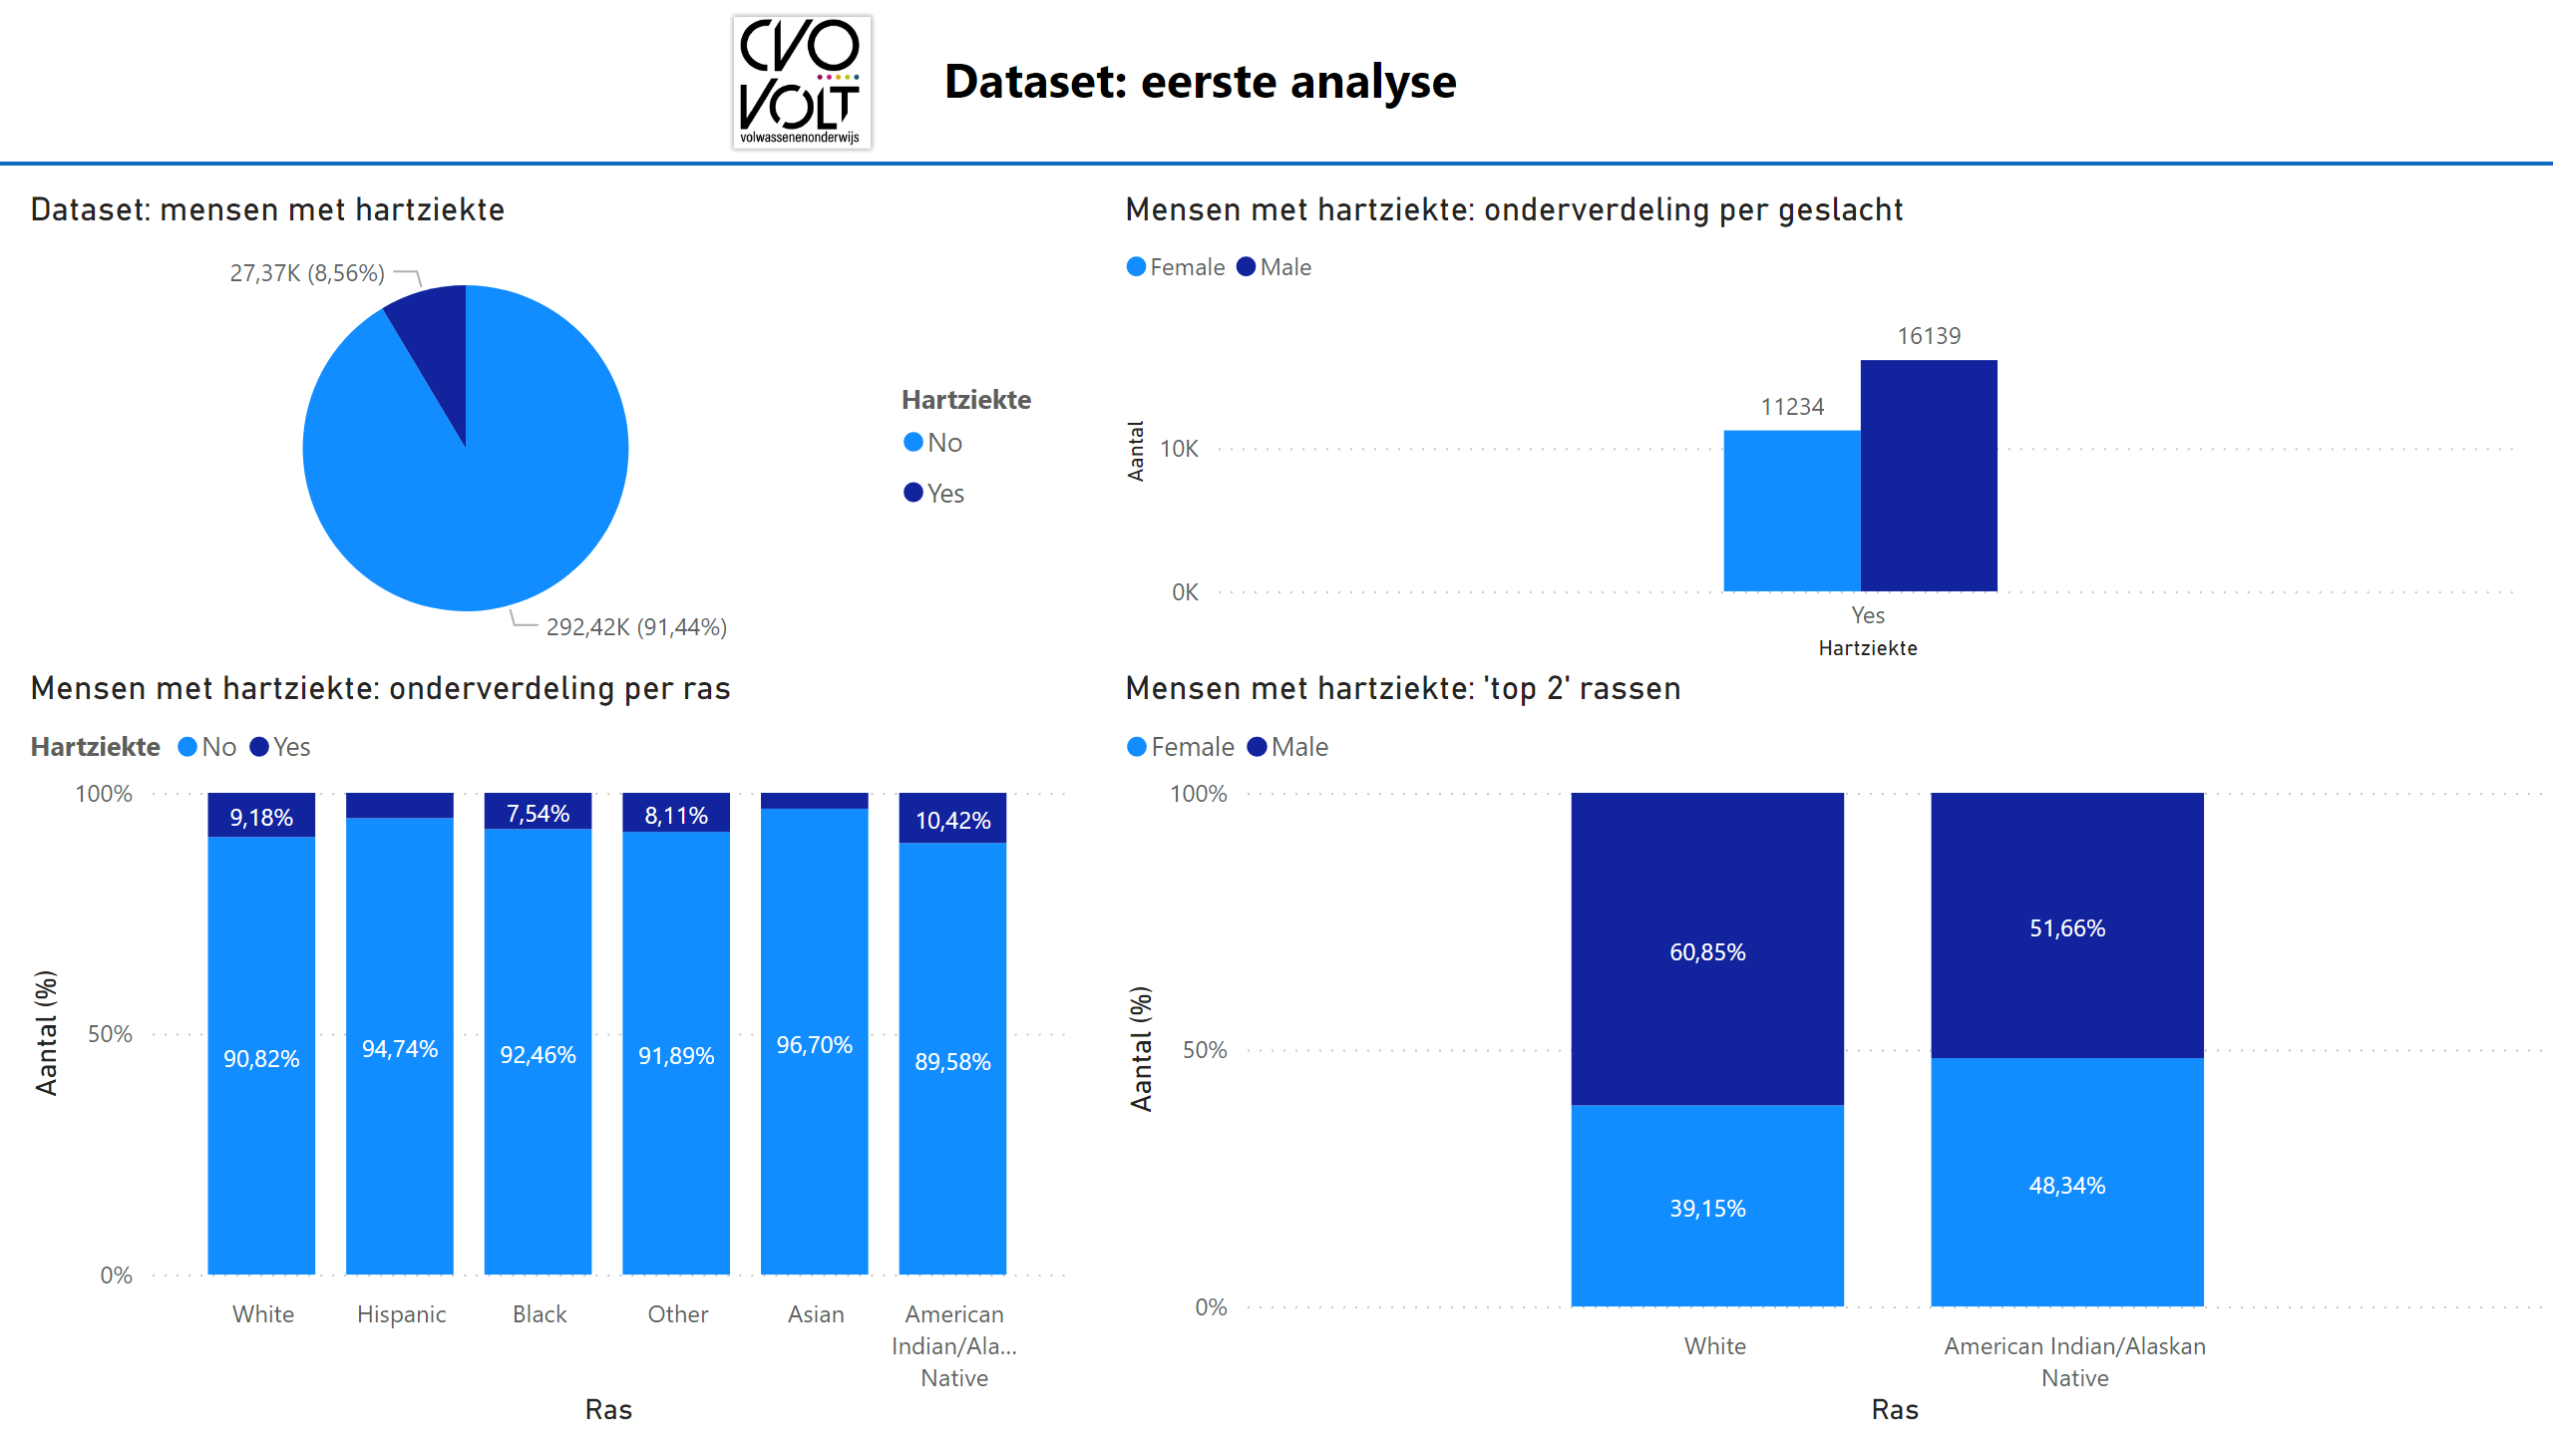 CVO
VOLT
volwassenenonderwijs
Dataset: eerste analyse
Dataset: mensen met hartziekte
27,37K (8,56%)
292,42K (91,44%)
Hartziekte
No
Yes
Mensen met hartziekte: onderverdeling per geslacht
Female Male
Aantal
16139
11234
10K
0K
Yes
Hartziekte
Mensen met hartziekte: onderverdeling per ras
Hartziekte No Yes
Aantal (%)
100%
50%
0%
9,18% 7,54% 8,11% 10,42%
90,82% 94,74% 92,46% 91,89% 96,70% 89,58%
White Hispanic Black Other Asian American
Indian/Ala...
Native
Ras
Mensen met hartziekte: 'top 2' rassen
Female Male
Aantal (%)
100%
50%
0%
60,85% 51,66%
39,15% 48,34%
White American Indian/Alaskan
Native
Ras